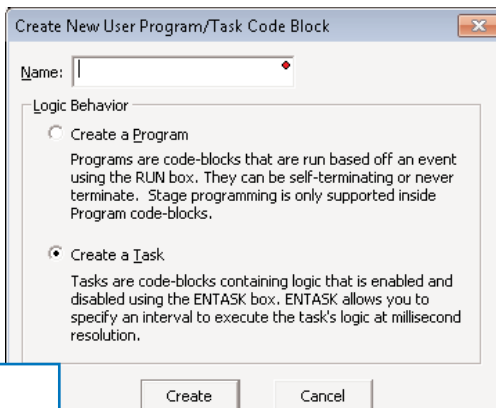 Create New User Program/Task Code Block
Name:
Logic Behavior
Create a Program
Programs are code-blocks that are run based off an event
using the RUN box. They can be self-terminating or never
terminate. Stage programming is only supported inside
Program code-blocks.
Create a Task
Tasks are code-blocks containing logic that is enabled and
disabled using the ENTASK box. ENTASK allows you to
specify an interval to execute the task's logic at millisecond
resolution.
Create
Cancel